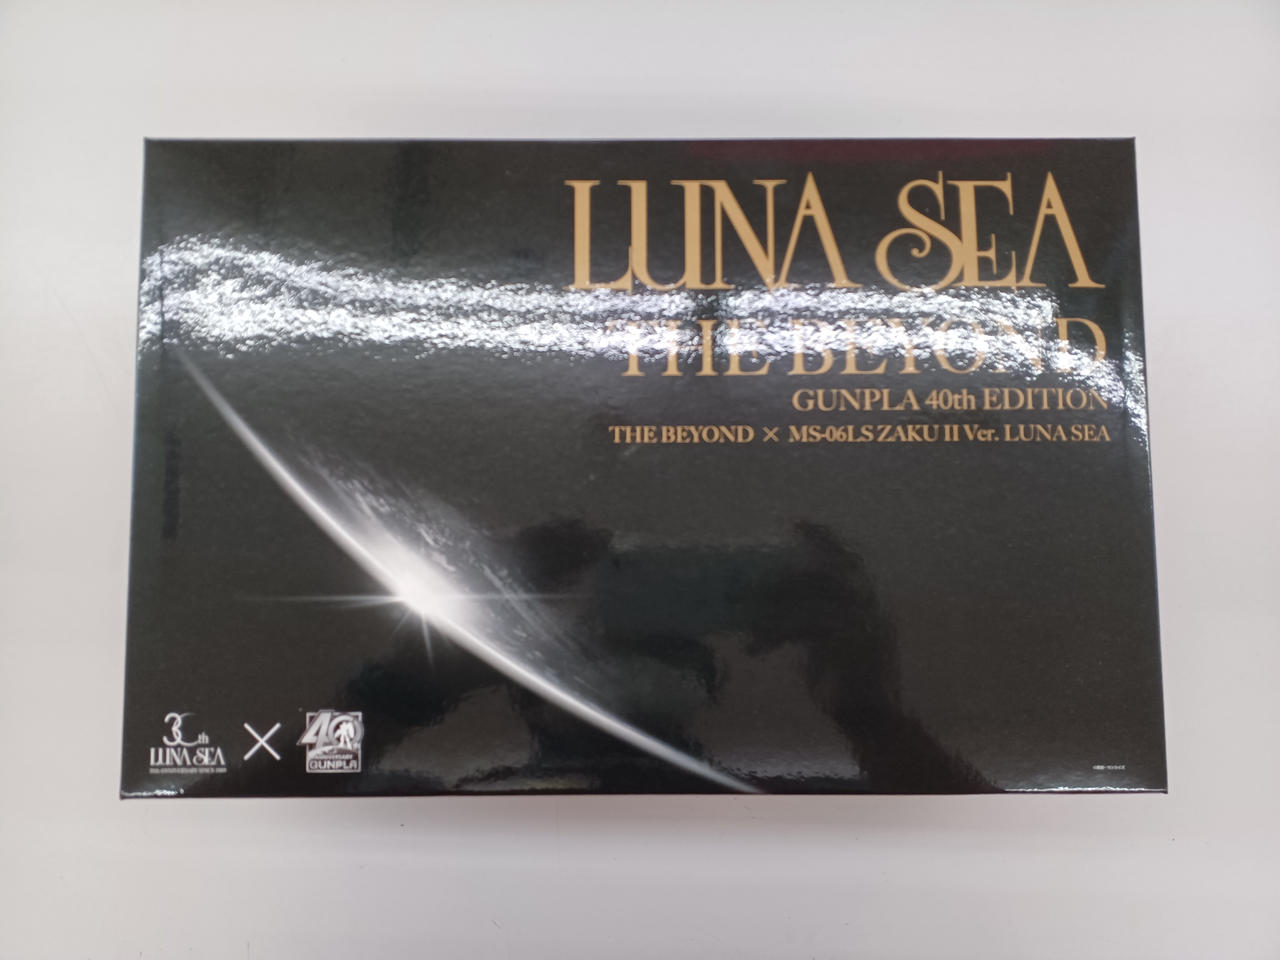 LUNA SEA
THE BEYOND
GUNPLA 40th EDITION
THE BEYOND × MS-06LS ZAKU II Ver. LUNA SEA
30th
LUNA SEA
×
40
ANNIVERSARY
GUNPLA